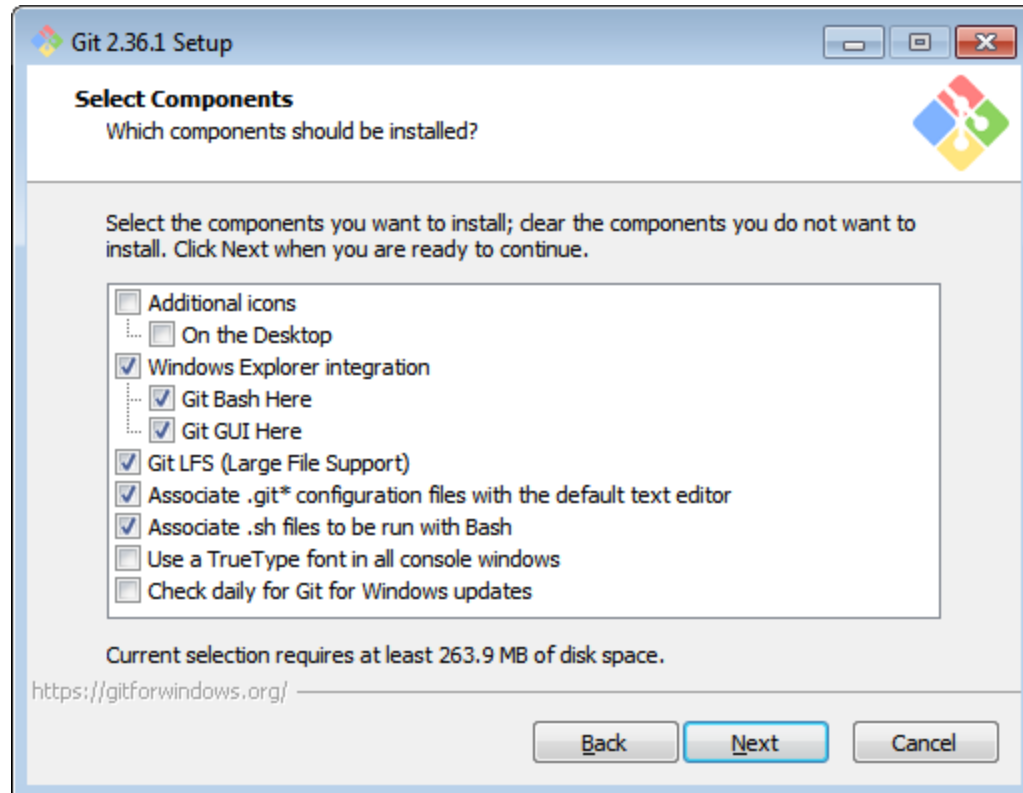 Git 2.36.1 Setup
Select Components
Which components should be installed?
Select the components you want to install; clear the components you do not want to
install. Click Next when you are ready to continue.
Additional icons
On the Desktop
Windows Explorer integration
Git Bash Here
Git GUI Here
Git LFS (Large File Support)
Associate .git* configuration files with the default text editor
Associate .sh files to be run with Bash
Use a TrueType font in all console windows
Check daily for Git for Windows updates
Current selection requires at least 263.9 MB of disk space.
https://gitforwindows.org/
Back
Next
Cancel